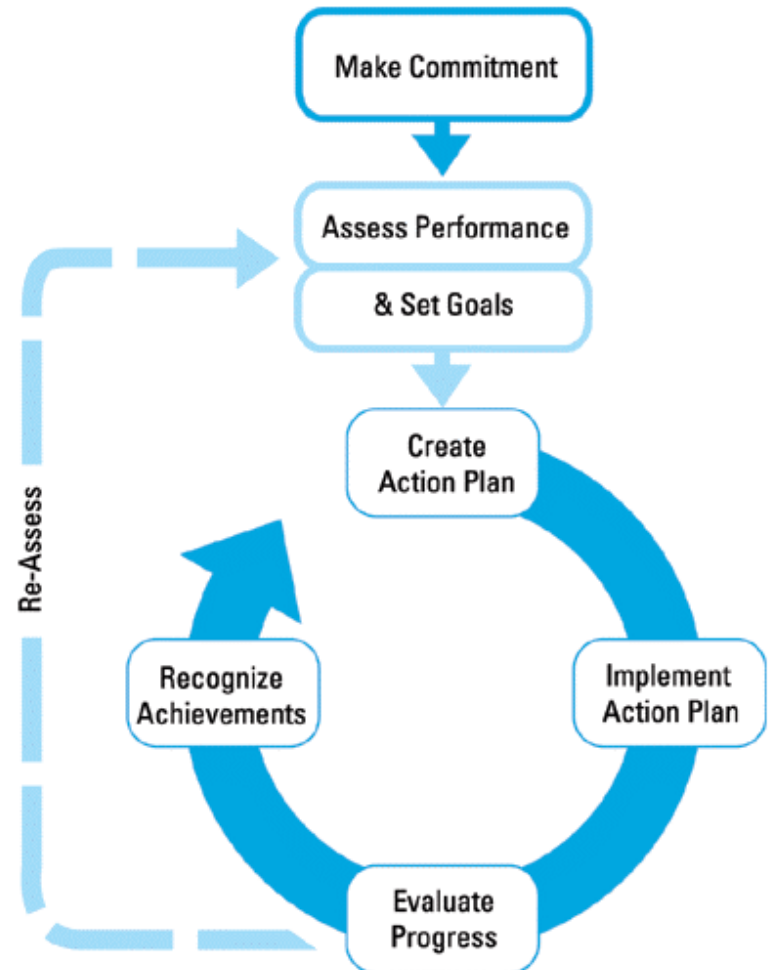 Make Commitment
Assess Performance
& Set Goals
Create
Action Plan
Re-Assess
Recognize
Achievements
Implement
Action Plan
Evaluate
Progress